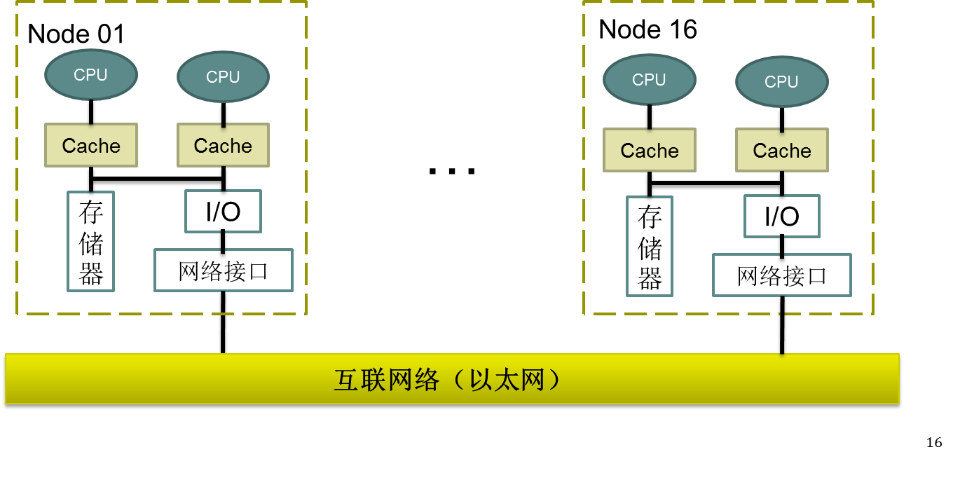 Node 01
CPU
CPU
Cache
Cache
存储器
I/O
网络接口
...
Node 16
CPU
CPU
Cache
Cache
存储器
I/O
网络接口
互联网络（以太网）
16